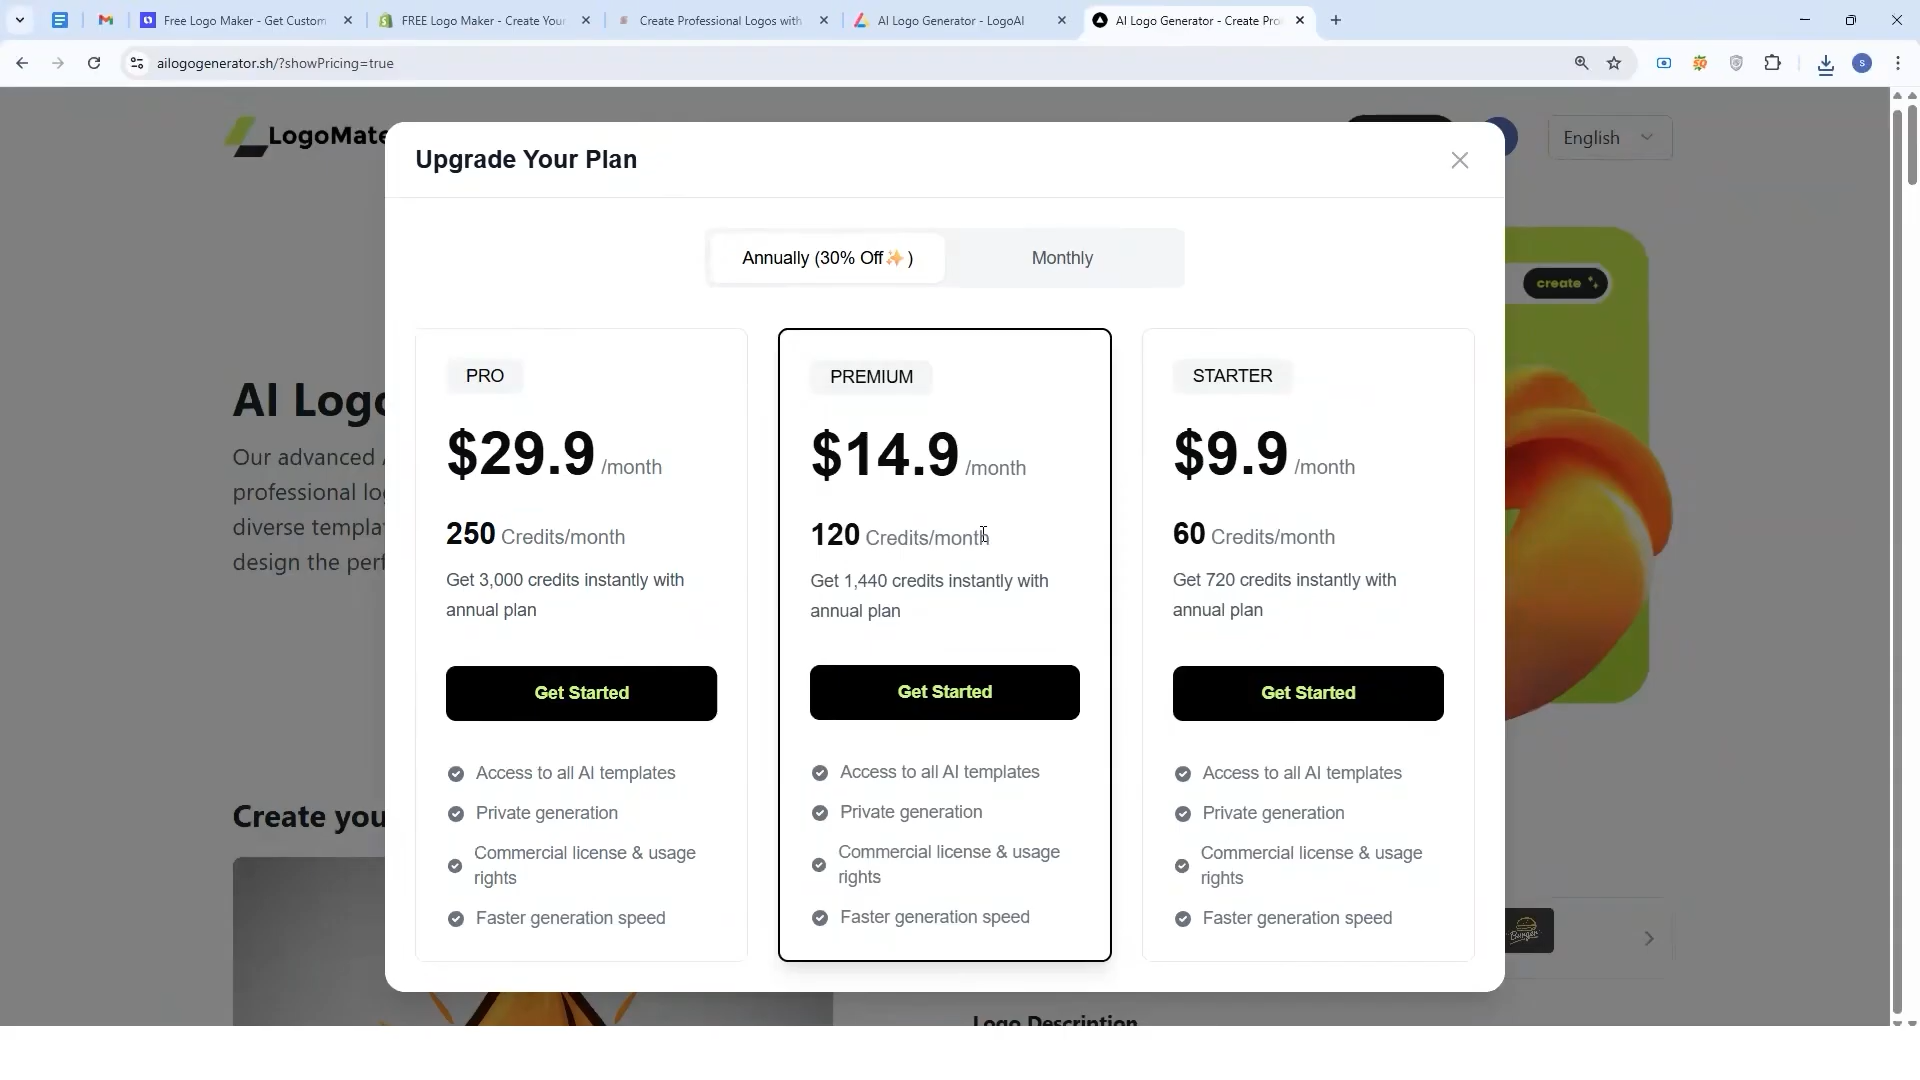 Free Logo Maker - Get Custom
FREE Logo Maker - Create Your
Create Professional Logos with
AI Logo Generator - LogoAI
AI Logo Generator - Create Pro
ailogogenerator.sh/?showPricing=true
S
LogoMate
English
Upgrade Your Plan
Annually (30% Off✨)
Monthly
create
PRO
$29.9 /month
250 Credits/month
Get 3,000 credits instantly with
annual plan
Get Started
Access to all AI templates
Private generation
Commercial license & usage
rights
Faster generation speed
PREMIUM
$14.9 /month
120 Credits/month
Get 1,440 credits instantly with
annual plan
Get Started
Access to all AI templates
Private generation
Commercial license & usage
rights
Faster generation speed
STARTER
$9.9 /month
60 Credits/month
Get 720 credits instantly with
annual plan
Get Started
Access to all AI templates
Private generation
Commercial license & usage
rights
Faster generation speed
AI Logo
Our advanced
professional lo
diverse templa
design the perf
Create you
Burger
Logo Description